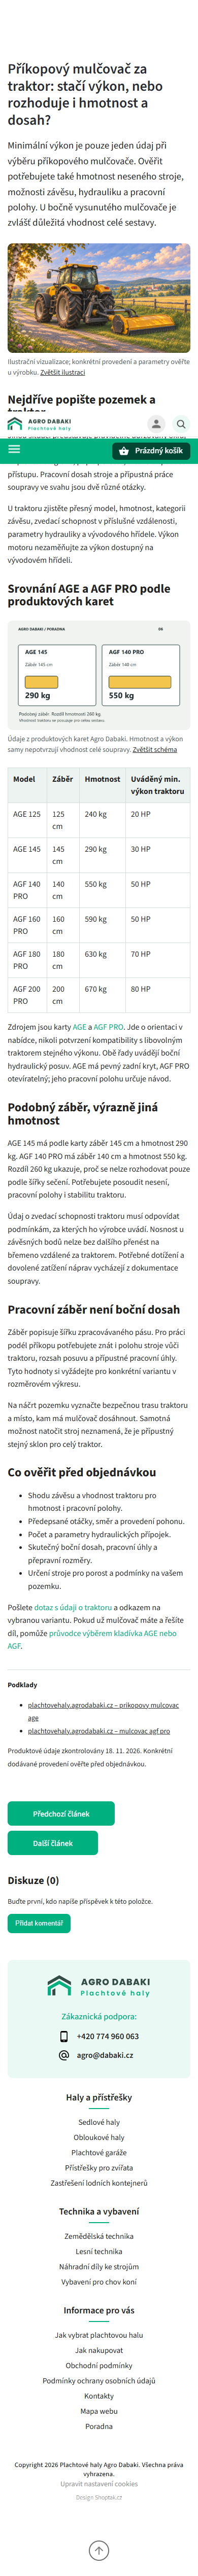 Příkopový mulčovač za
traktor: stačí výkon, nebo
rozhoduje i hmotnost a
dosah?
Minimální výkon je pouze jeden údaj při
výběru příkopového mulčovače. Ověřit
potřebujete také hmotnost neseného stroje,
možnosti závěsu, hydrauliku a pracovní
polohy. U bočně vysunutého mulčovače je
zvlášť důležitá vhodnost celé sestavy.
Ilustrační vizualizace; konkrétní provedení a parametry ověřte
u výrobku. Zvětšit ilustraci
Nejdříve popište pozemek a
AGRO DABAKI
Plachtové haly
Prázdný košík
přístupu. Pracovní dosah stroje a přípustná práce
soupravy ve svahu jsou dvě různé otázky.
U traktoru zjistěte přesný model, hmotnost, kategorii
závěsu, zvedací schopnost v příslušné vzdálenosti,
parametry hydrauliky a vývodového hřídele. Výkon
motoru nezaměňujte za výkon dostupný na
vývodovém hřídeli.
Srovnání AGE a AGF PRO podle
produktových karet
AGRO DABAKI / PORADNA
AGE 145
Záběr 145 cm
290 kg
AGF 140 PRO
Záběr 140 cm
550 kg
Podobný záběr. Rozdíl hmotnosti 260 kg.
Vhodnost traktoru se posuzuje pro celou sestavu.
Údaje z produktových karet Agro Dabaki. Hmotnost a výkon
samy nepotvrzují vhodnost celé soupravy. Zvětšit schéma
Model Záběr Hmotnost Uváděný min. výkon traktoru
AGE 125 125 cm 240 kg 20 HP
AGE 145 145 cm 290 kg 30 HP
AGF 140 PRO 140 cm 550 kg 50 HP
AGF 160 PRO 160 cm 590 kg 50 HP
AGF 180 PRO 180 cm 630 kg 70 HP
AGF 200 PRO 200 cm 670 kg 80 HP
Zdrojem jsou karty AGE a AGF PRO. Jde o orientaci v
nabídce, nikoli potvrzení kompatibility s libovolným
traktorem stejného výkonu. Obě řady uvádějí boční
hydraulický posuv. AGE má pevný zadní kryt, AGF PRO
otevíratelný; jeho pracovní polohu určuje návod.
Podobný záběr, výrazně jiná
hmotnost
AGE 145 má podle karty záběr 145 cm a hmotnost 290
kg. AGF 140 PRO má záběr 140 cm a hmotnost 550 kg.
Rozdíl 260 kg ukazuje, proč se nelze rozhodovat pouze
podle šířky sečení. Potřebujete posoudit nesení,
pracovní polohy i stabilitu traktoru.
Údaj o zvedací schopnosti traktoru musí odpovídat
podmínkám, za kterých ho výrobce uvádí. Nosnost u
závěsných bodů nelze bez dalšího přenést na
břemeno vzdálené za traktorem. Potřebné dotížení a
dovolené zatížení náprav vycházejí z dokumentace
soupravy.
Pracovní záběr není boční dosah
Záběr popisuje šířku zpracovávaného pásu. Pro práci
podél příkopu potřebujete znát i polohu stroje vůči
traktoru, rozsah posuvu a přípustné pracovní úhly.
Tyto hodnoty si vyžádejte pro konkrétní variantu v
rozměrovém výkresu.
Na náčrt pozemku vyznačte bezpečnou trasu traktoru
a místo, kam má mulčovač dosáhnout. Samotná
možnost natočit stroj neznamená, že je přípustný
stejný sklon pro celý traktor.
Co ověřit před objednávkou
Shodu závěsu a vhodnost traktoru pro
hmotnost i pracovní polohy.
Předepsané otáčky, směr a provedení pohonu.
Počet a parametry hydraulických přípojek.
Skutečný boční dosah, pracovní úhly a
přepravní rozměry.
Určení stroje pro porost a podmínky na vašem
pozemku.
Pošlete dotaz s údaji o traktoru a odkazem na
vybranou variantu. Pokud už mulčovač máte a řešíte
díl, pomůže průvodce výběrem kladívka AGE nebo
AGF.
Podklady
plachtovehaly.agrodabaki.cz – prikopovy mulcovac
age
plachtovehaly.agrodabaki.cz – mulcovac agf pro
Produktové údaje zkontrolovány 18. 11. 2026. Konkrétní
dodávané provedení ověřte před objednávkou.
Předchozí článek
Další článek
Diskuze (0)
Buďte první, kdo napíše příspěvek k této položce.
Přidat komentář
AGRO DABAKI
Plachtové haly
Zákaznická podpora:
+420 774 960 063
agro@dabaki.cz
Haly a přístřešky
Sedlové haly
Obloukové haly
Plachtové garáže
Přístřešky pro zvířata
Zastřešení lodních kontejnerů
Technika a vybavení
Zemědělská technika
Lesní technika
Náhradní díly ke strojům
Vybavení pro chov koní
Informace pro vás
Jak vybrat plachtovou halu
Jak nakupovat
Obchodní podmínky
Podmínky ochrany osobních údajů
Kontakty
Mapa webu
Poradna
Copyright 2026 Plachtové haly Agro Dabaki. Všechna práva
vyhrazena.
Upravit nastavení cookies
Design Shoptak.cz